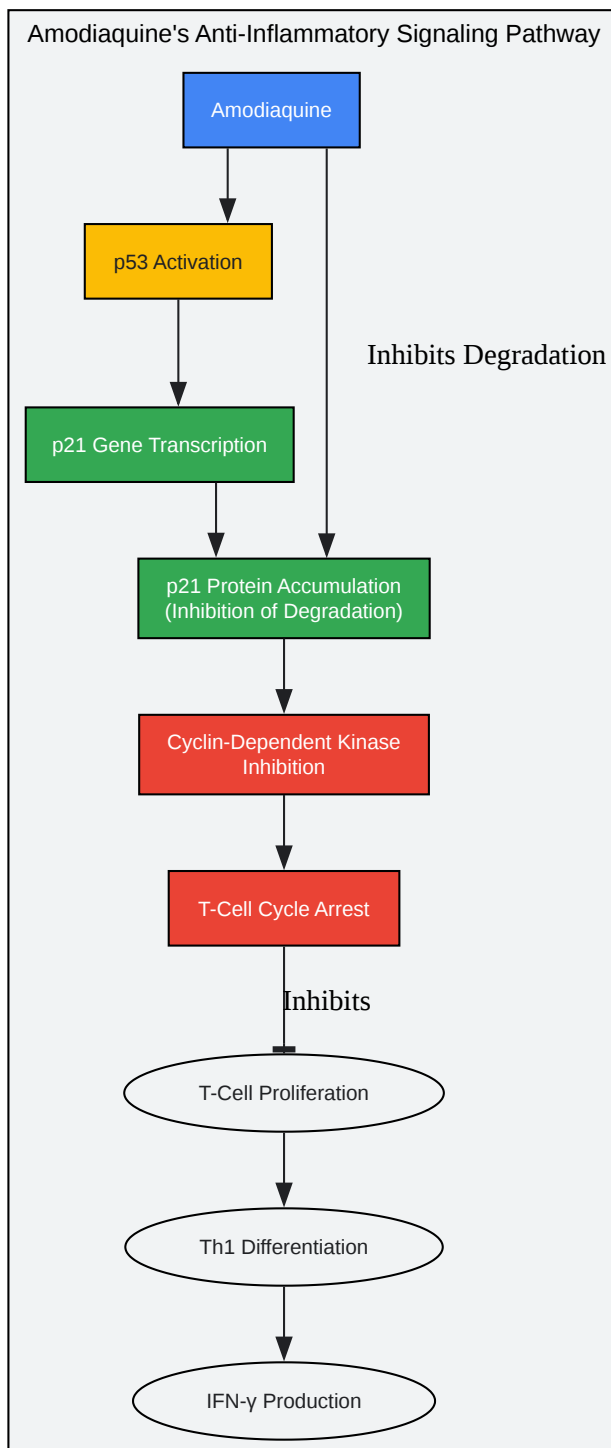 Amodiaquine's Anti-Inflammatory Signaling Pathway
Amodiaquine
p53 Activation
Inhibits Degradation
p21 Gene Transcription
p21 Protein Accumulation
(Inhibition of Degradation)
Cyclin-Dependent Kinase
Inhibition
T-Cell Cycle Arrest
Inhibits
T-Cell Proliferation
Th1 Differentiation
IFN-γ Production